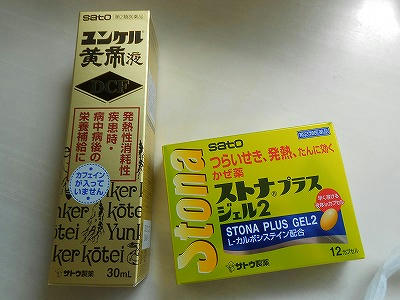 sato 第2類医薬品
ユンケル
黄帝液
DCF
発熱性消耗性
疾患時・
病中病後の
栄養補給に
カフェインが
入って
いません
Yunker
kōtei
サトウ製薬
30mL
Stona
sato
つらいせき、発熱、たんに効く
かぜ薬
ストナ®プラス
ジェル2
STONA PLUS GEL2
L-カルボシステイン配合
サトウ製薬
12カプセル